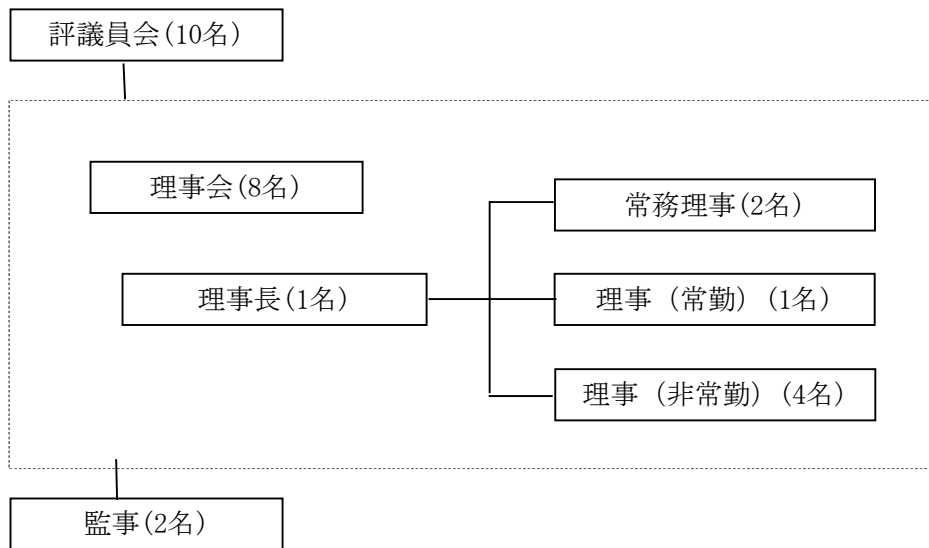 評議員会(10名)
理事会(8名)
常務理事(2名)
理事長(1名)
理事（常勤）(1名)
理事（非常勤）(4名)
監事(2名)